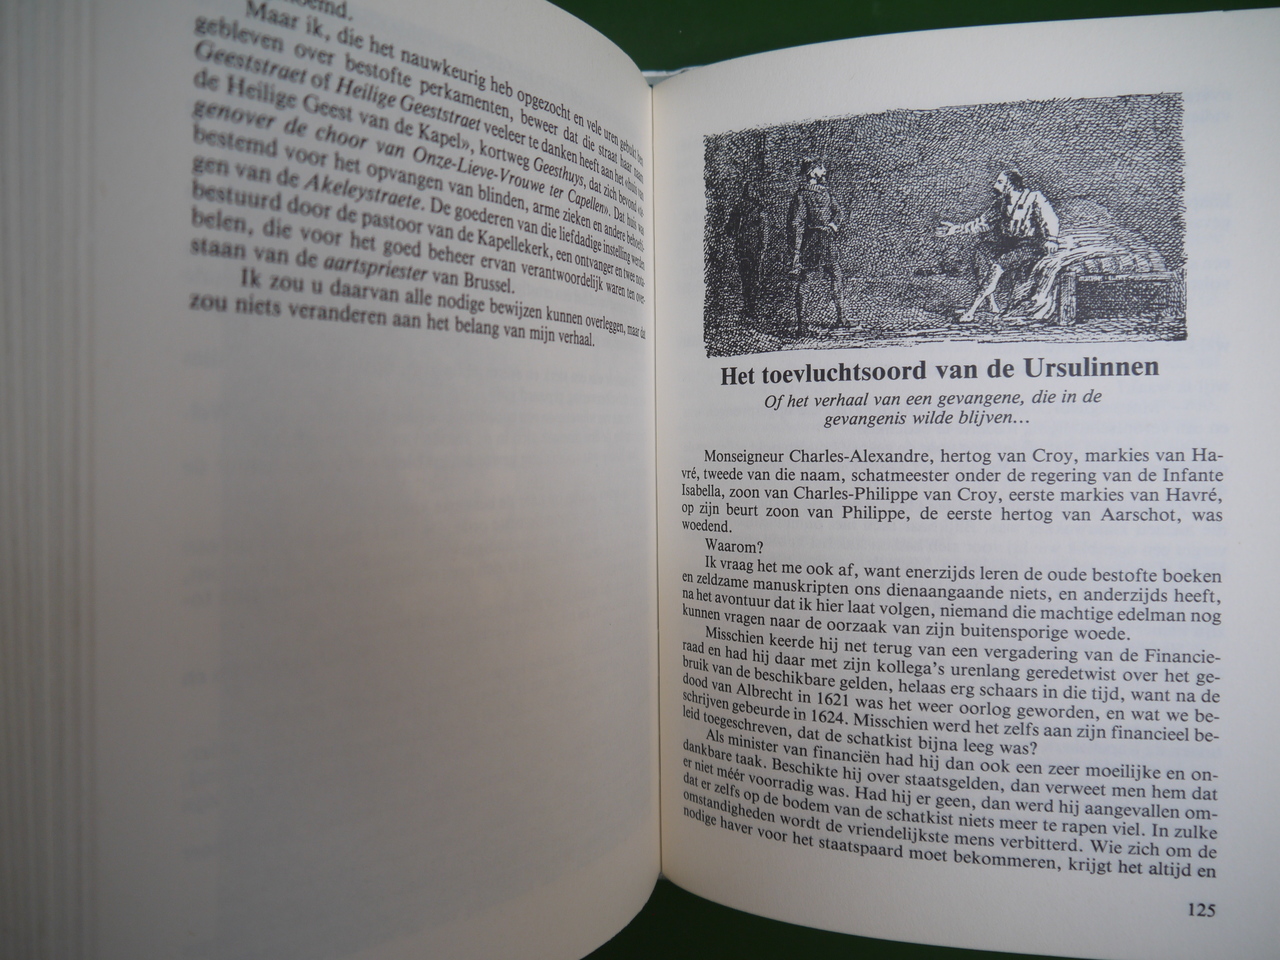 Maar ik, die het nauwkeurig heb opgezocht en vele uren gebukt ben
gebleven over bestofte perkamenten, beweer dat die straat haar naam
Geeststraet of Heilige Geeststraet veeleer te danken heeft aan het «huis van
de Heilige Geest van de Kapel», kortweg Geesthuys, dat zich bevond «te-
genover de choor van Onze-Lieve-Vrouwe ter Capellen». Dat huis was
bestemd voor het opvangen van blinden, arme zieken en andere behoefti-
gen van de Akeleystraete. De goederen van die liefdadige instelling werden
bestuurd door de pastoor van de Kapellekerk, een ontvanger en twee no-
belen, die voor het goed beheer ervan verantwoordelijk waren ten over-
staan van de aartspriester van Brussel.
Ik zou u daarvan alle nodige bewijzen kunnen overleggen, maar dat
zou niets veranderen aan het belang van mijn verhaal.
Het toevluchtsoord van de Ursulinnen
Of het verhaal van een gevangene, die in de
gevangenis wilde blijven...
Monseigneur Charles-Alexandre, hertog van Croy, markies van Ha-
vré, tweede van die naam, schatmeester onder de regering van de Infante
Isabella, zoon van Charles-Philippe van Croy, eerste markies van Havré,
op zijn beurt zoon van Philippe, de eerste hertog van Aarschot, was
woedend.
Waarom?
Ik vraag het me ook af, want enerzijds leren de oude bestofte boeken
en zeldzame manuskripten ons dienaangaande niets, en anderzijds heeft,
na het avontuur dat ik hier laat volgen, niemand die machtige edelman nog
kunnen vragen naar de oorzaak van zijn buitensporige woede.
Misschien keerde hij net terug van een vergadering van de Financie-
raad en had hij daar met zijn kollega's urenlang geredetwist over het ge-
bruik van de beschikbare gelden, helaas erg schaars in die tijd, want na de
dood van Albrecht in 1621 was het weer oorlog geworden, en wat we be-
schrijven gebeurde in 1624. Misschien werd het zelfs aan zijn financieel be-
leid toegeschreven, dat de schatkist bijna leeg was?
Als minister van financiën had hij dan ook een zeer moeilijke en on-
dankbare taak. Beschikte hij over staatsgelden, dan verweet men hem dat
er niet méér voorradig was. Had hij er geen, dan werd hij aangevallen om-
dat er zelfs op de bodem van de schatkist niets meer te rapen viel. In zulke
omstandigheden wordt de vriendelijkste mens verbitterd. Wie zich om de
nodige haver voor het staatspaard moet bekommeren, krijgt het altijd en
125